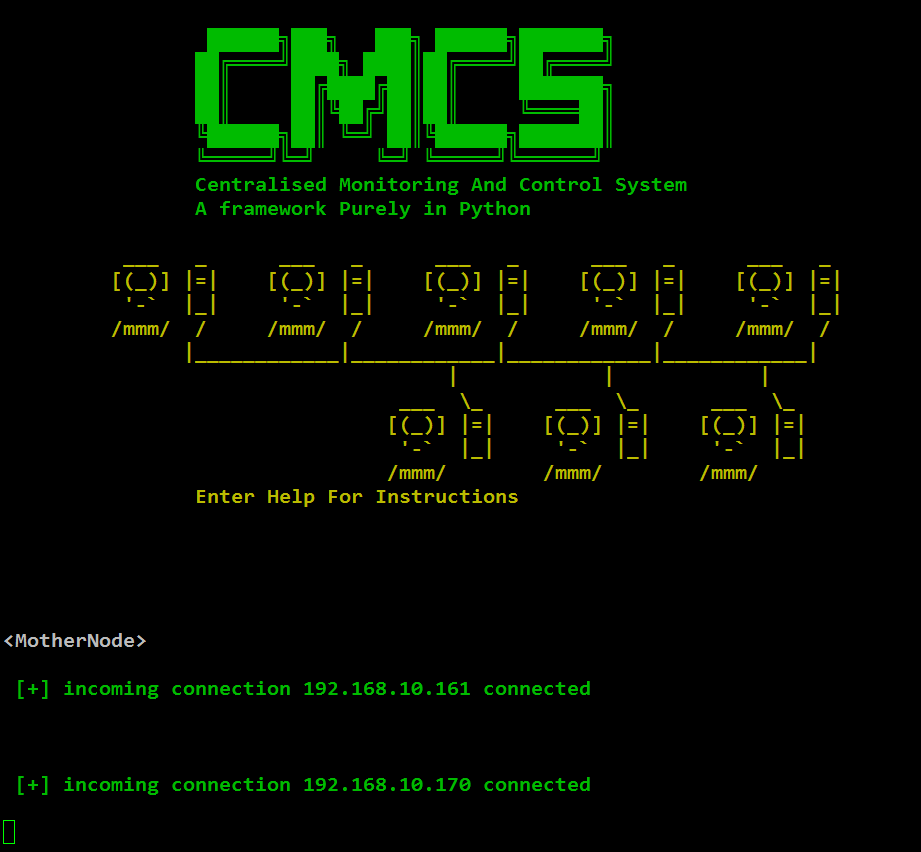 CMCS
Centralised Monitoring And Control System
A framework Purely in Python
Enter Help For Instructions
<MotherNode>
[+] incoming connection 192.168.10.161 connected
[+] incoming connection 192.168.10.170 connected